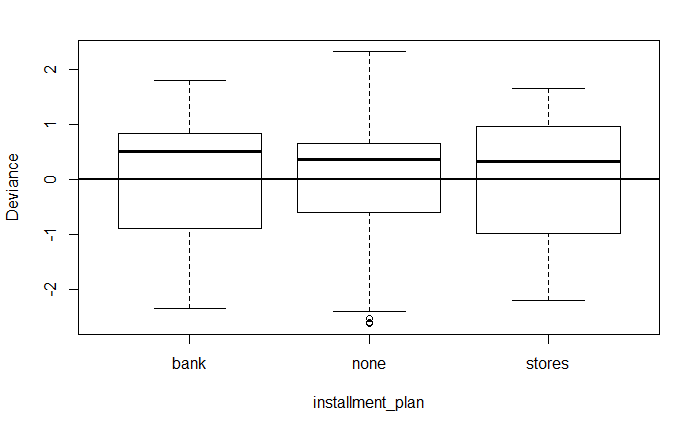 Deviance
2
1
0
-1
-2
bank none stores
installment_plan